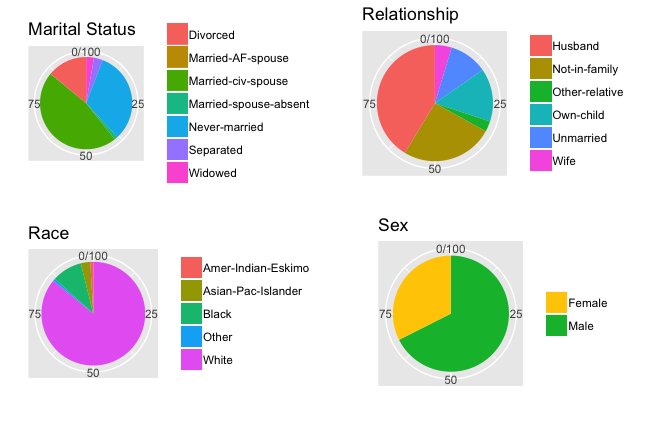 Marital Status
0/100
25
50
75
Divorced
Married-AF-spouse
Married-civ-spouse
Married-spouse-absent
Never-married
Separated
Widowed
Relationship
0/100
25
50
75
Husband
Not-in-family
Other-relative
Own-child
Unmarried
Wife
Race
0/100
25
50
75
Amer-Indian-Eskimo
Asian-Pac-Islander
Black
Other
White
Sex
0/100
25
50
75
Female
Male